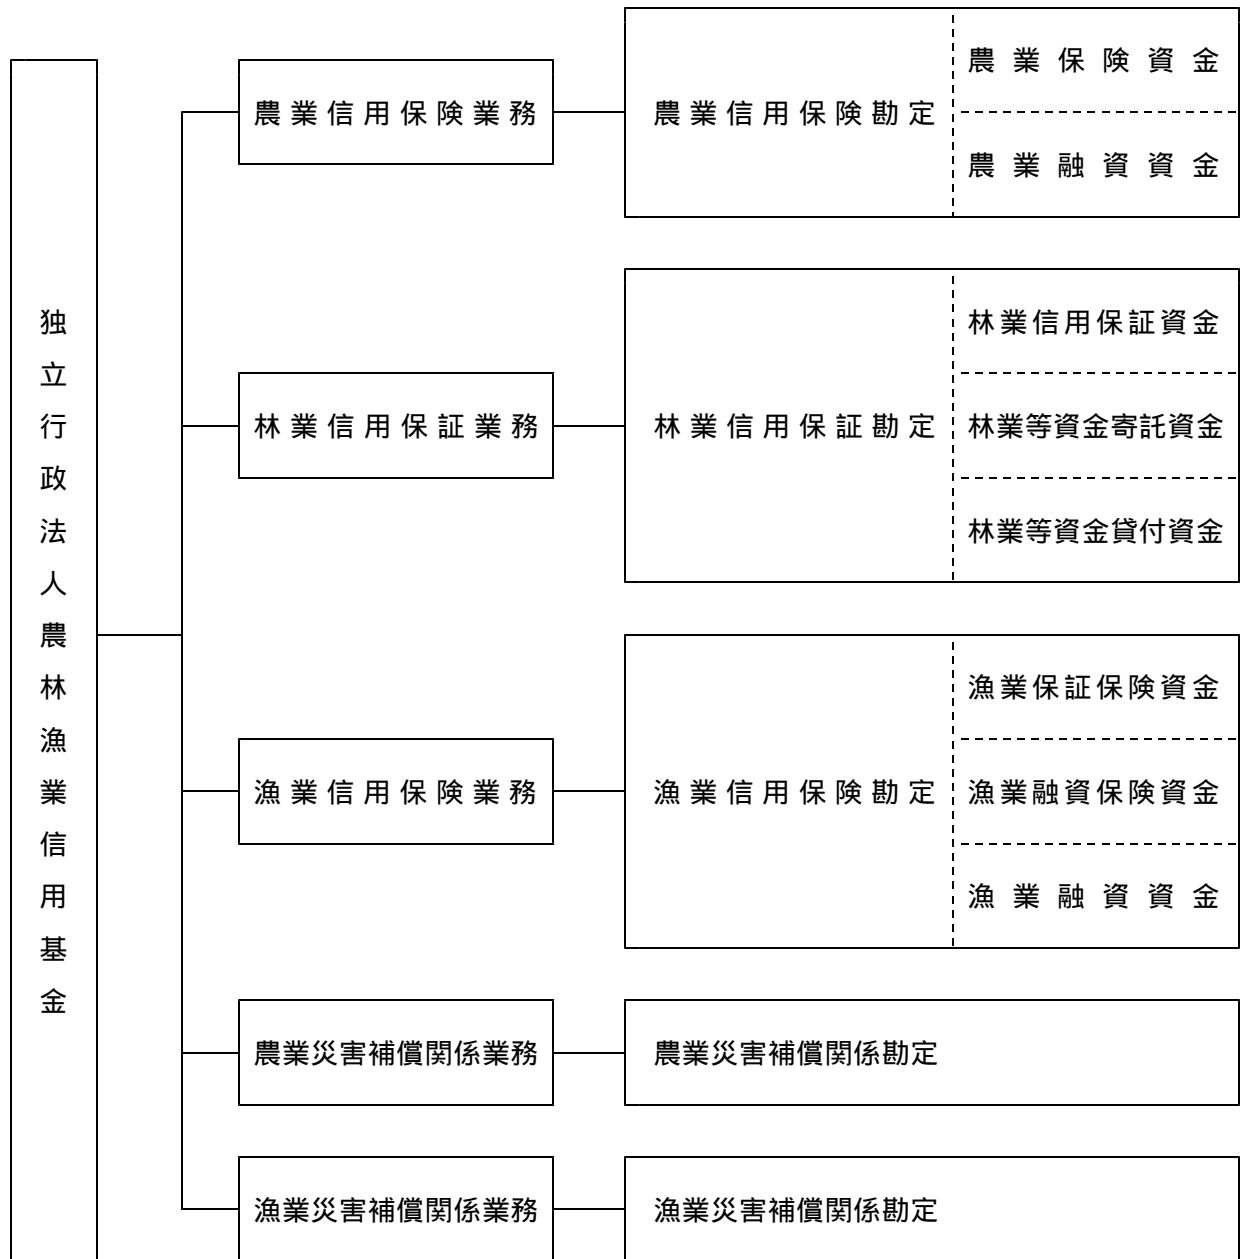 独立行政法人農林漁業信用基金
農業信用保険業務
農業信用保険勘定
農業保険資金
農業融資資金
林業信用保証業務
林業信用保証勘定
林業信用保証資金
林業等資金寄託資金
林業等資金貸付資金
漁業信用保険業務
漁業信用保険勘定
漁業保証保険資金
漁業融資保険資金
漁業融資資金
農業災害補償関係業務
農業災害補償関係勘定
漁業災害補償関係業務
漁業災害補償関係勘定